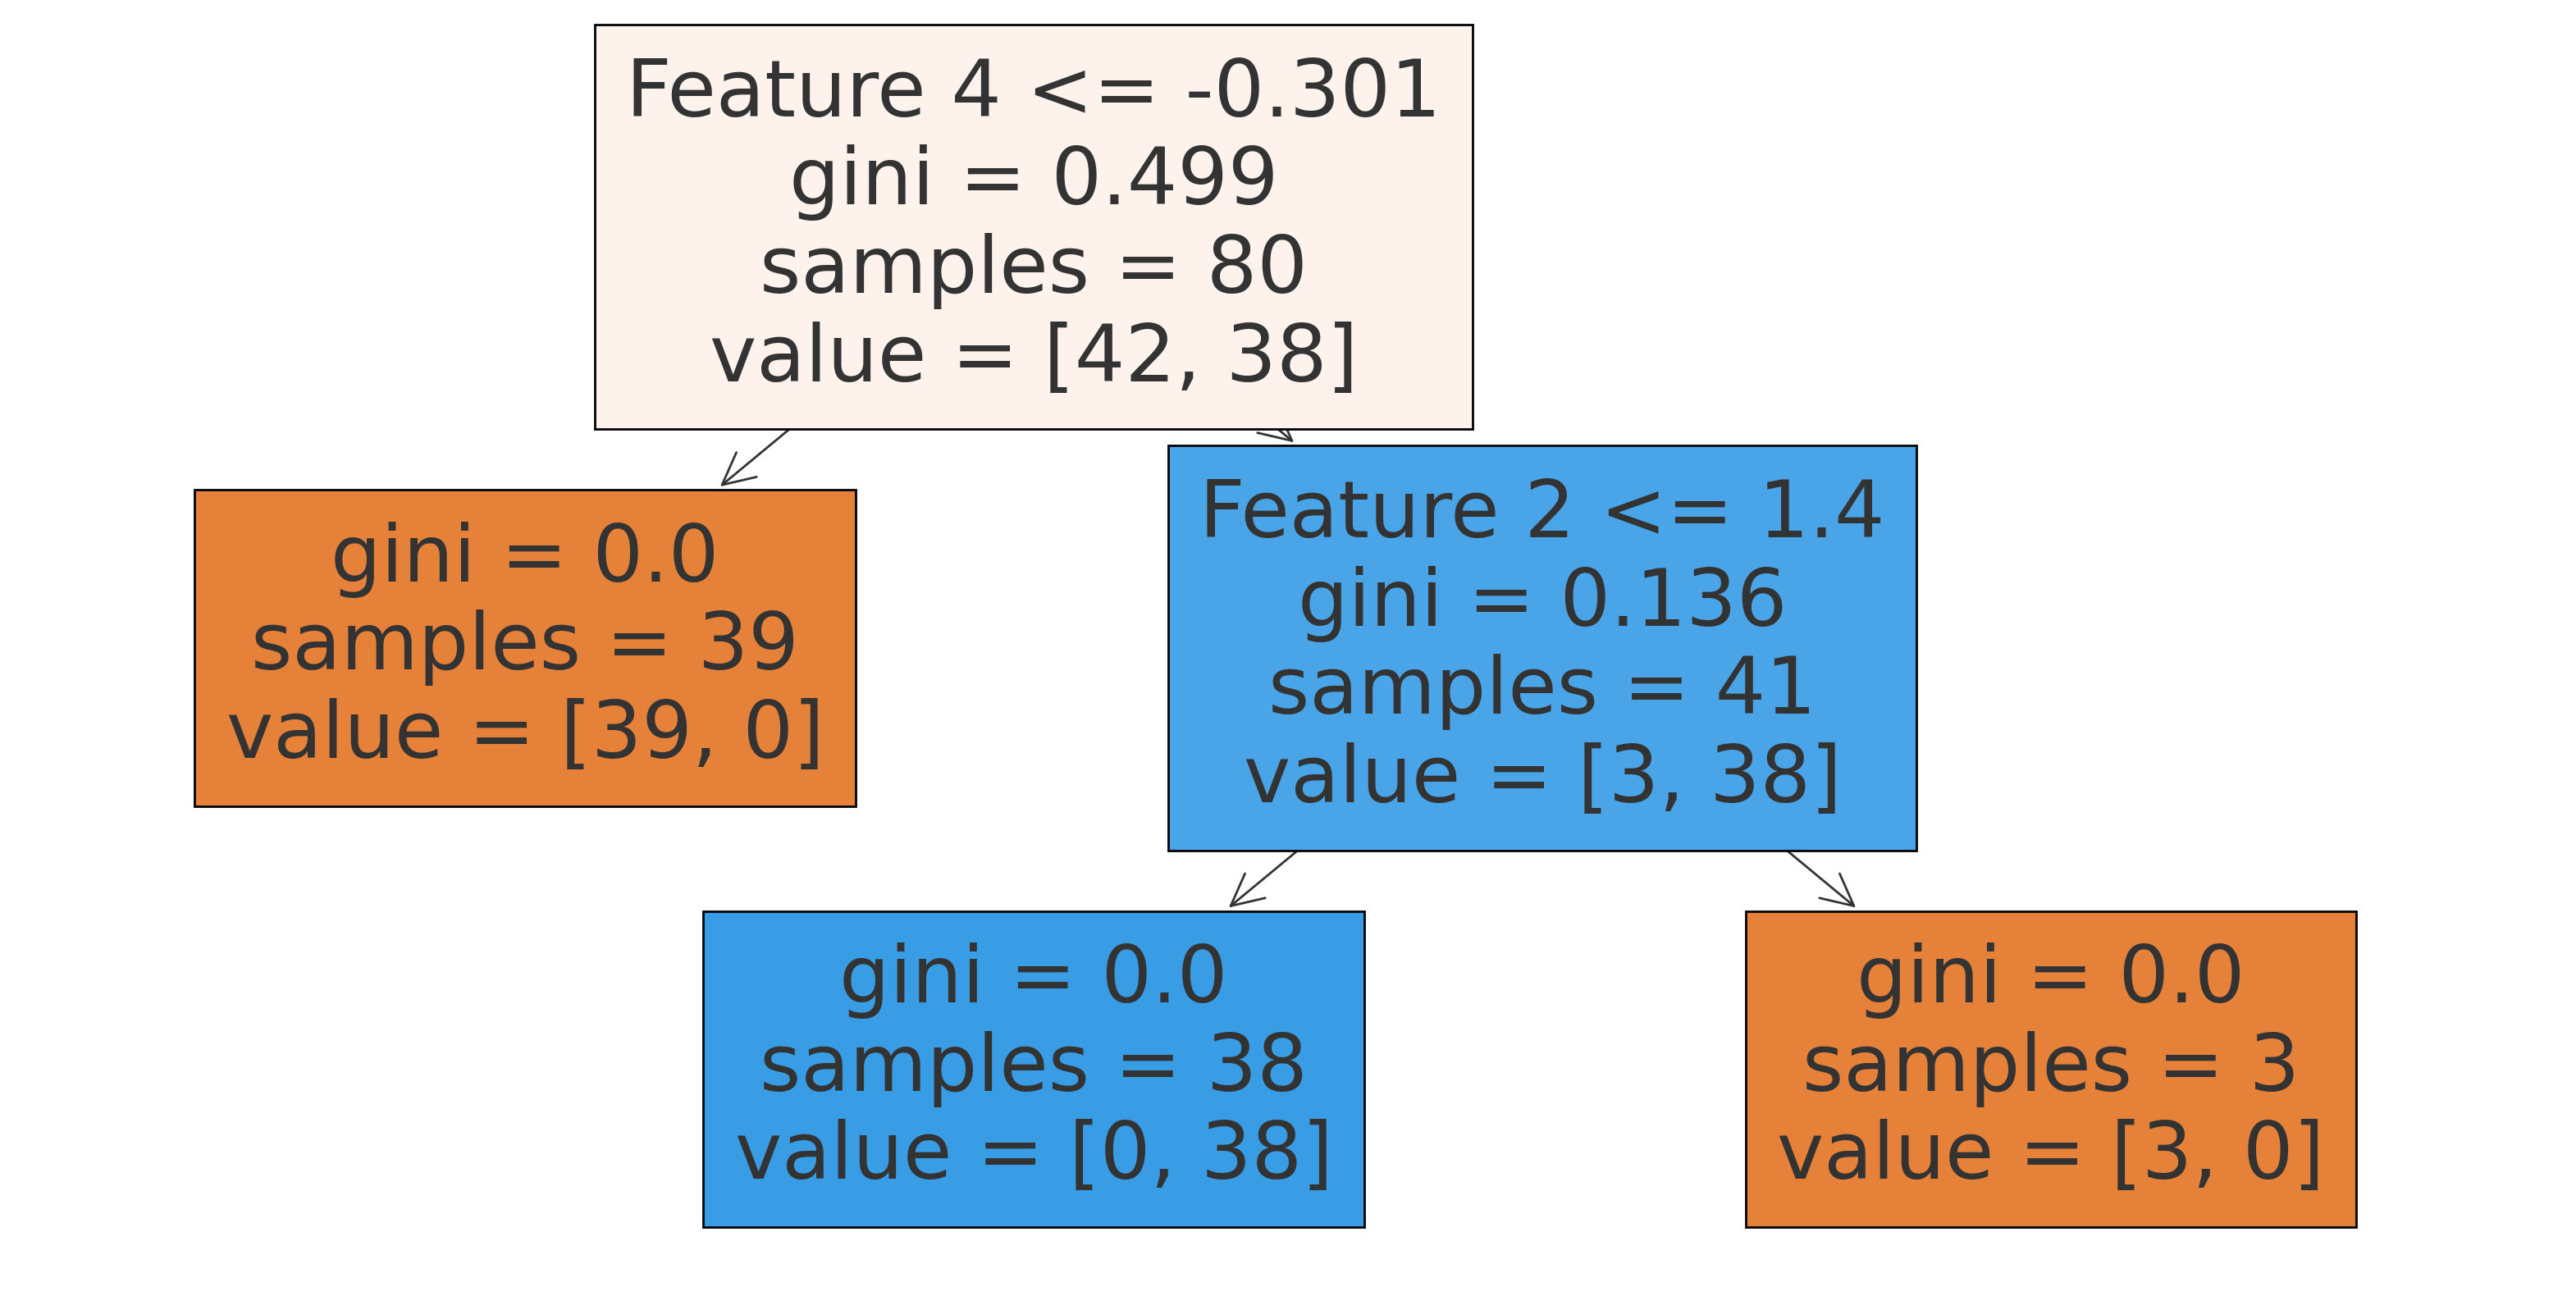 Feature 4 <= -0.301
gini = 0.499
samples = 80
value = [42, 38]
gini = 0.0
samples = 39
value = [39, 0]
Feature 2 <= 1.4
gini = 0.136
samples = 41
value = [3, 38]
gini = 0.0
samples = 38
value = [0, 38]
gini = 0.0
samples = 3
value = [3, 0]